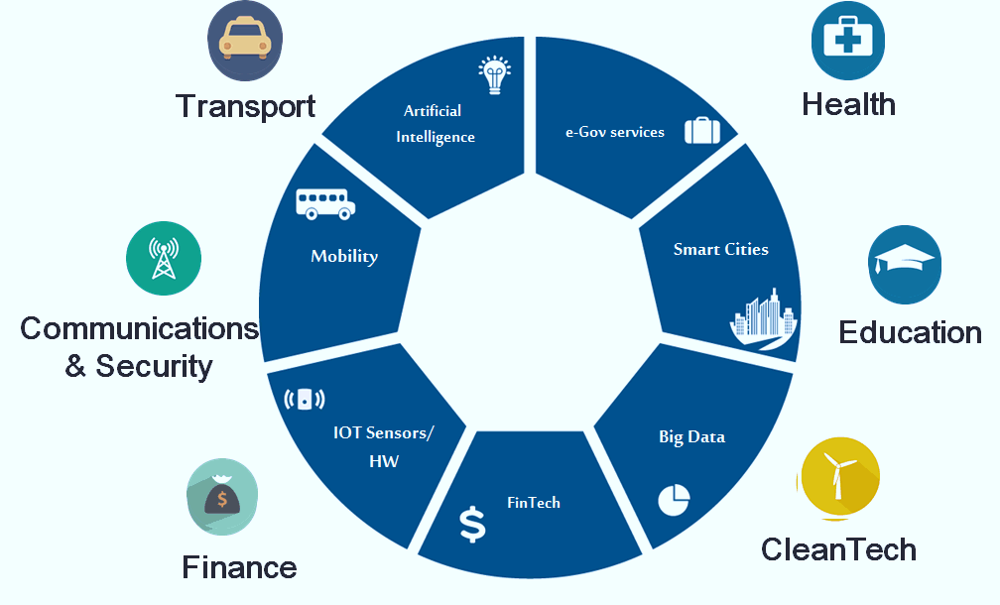 Transport
Health
Artificial
Intelligence
e-Gov services
Mobility
Smart Cities
Communications
& Security
Education
IOT Sensors/
HW
Big Data
FinTech
Finance
CleanTech